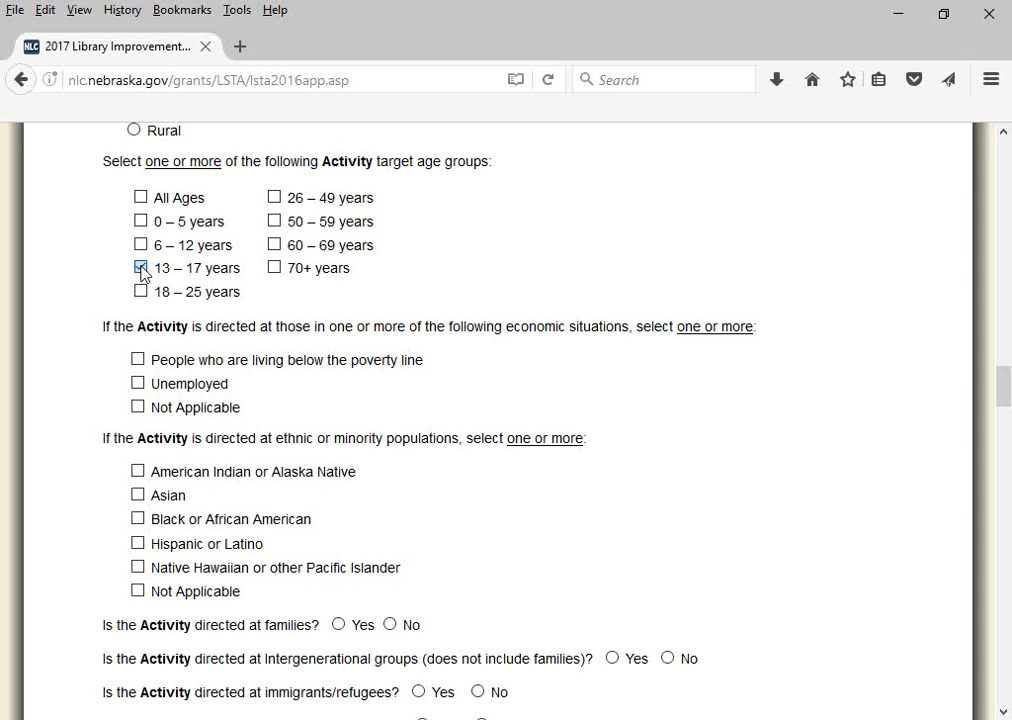 File Edit View History Bookmarks Tools Help
NLC 2017 Library Improvement...
nlc.nebraska.gov/grants/LSTA/lsta2016app.asp Search
Rural
Select one or more of the following Activity target age groups:
All Ages 26 – 49 years
0 – 5 years 50 – 59 years
6 – 12 years 60 – 69 years
13 – 17 years 70+ years
18 – 25 years
If the Activity is directed at those in one or more of the following economic situations, select one or more:
People who are living below the poverty line
Unemployed
Not Applicable
If the Activity is directed at ethnic or minority populations, select one or more:
American Indian or Alaska Native
Asian
Black or African American
Hispanic or Latino
Native Hawaiian or other Pacific Islander
Not Applicable
Is the Activity directed at families? Yes No
Is the Activity directed at Intergenerational groups (does not include families)? Yes No
Is the Activity directed at immigrants/refugees? Yes No